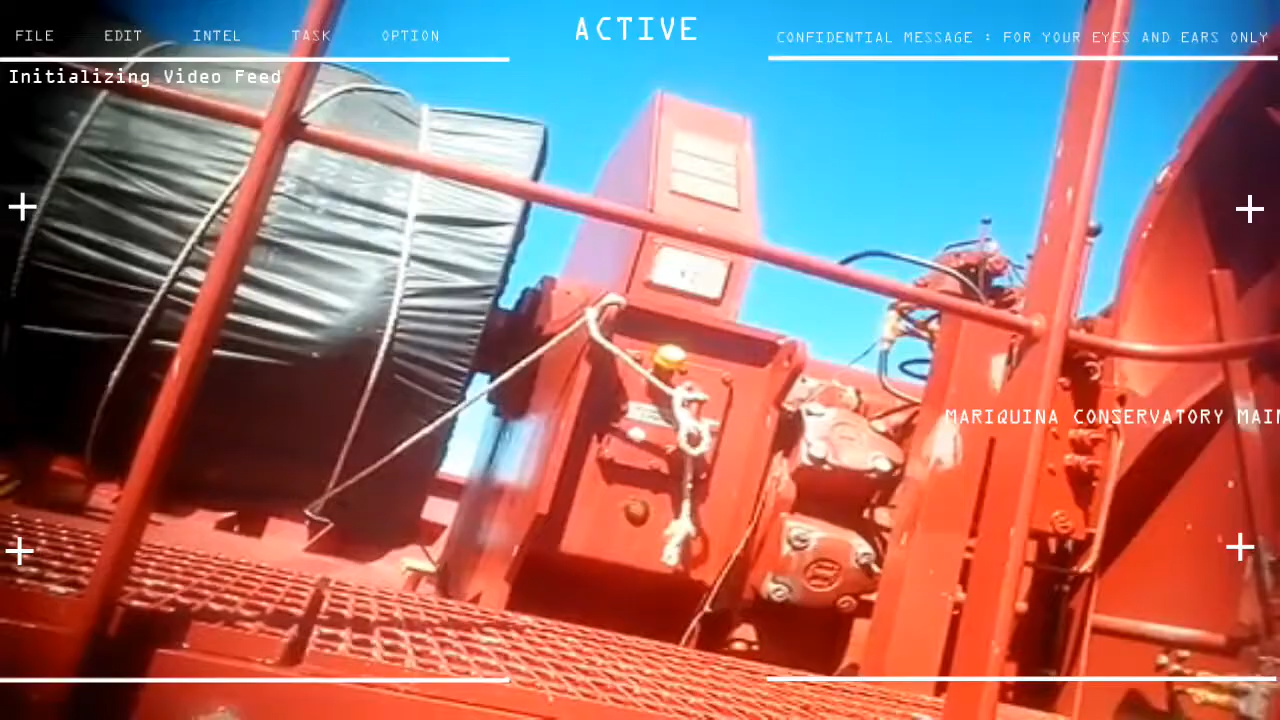 FILE EDIT INTEL TASK OPTION
ACTIVE
CONFIDENTIAL MESSAGE : FOR YOUR EYES AND EARS ONLY
Initializing Video Feed
MARIQUINA CONSERVATORY MAIN